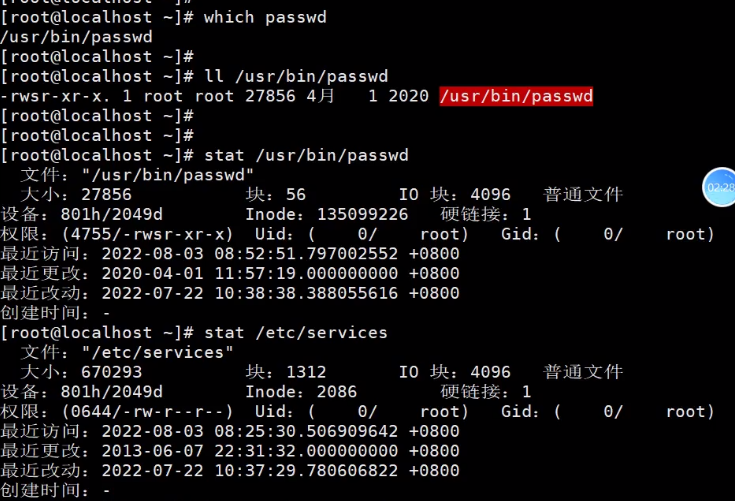 [root@localhost ~]#
[root@localhost ~]# which passwd
/usr/bin/passwd
[root@localhost ~]#
[root@localhost ~]# ll /usr/bin/passwd
-rwsr-xr-x. 1 root root 27856 4月   1 2020 /usr/bin/passwd
[root@localhost ~]#
[root@localhost ~]#
[root@localhost ~]# stat /usr/bin/passwd
  文件："/usr/bin/passwd"
  大小：27856           块：56         IO 块：4096   普通文件
设备：801h/2049d        Inode：135099226   硬链接：1
权限：(4755/-rwsr-xr-x)  Uid：(    0/    root)   Gid：(    0/    root)
最近访问：2022-08-03 08:52:51.797002552 +0800
最近更改：2020-04-01 11:57:19.000000000 +0800
最近改动：2022-07-22 10:38:38.388055616 +0800
创建时间：-
[root@localhost ~]# stat /etc/services
  文件："/etc/services"
  大小：670293          块：1312       IO 块：4096   普通文件
设备：801h/2049d        Inode：2086        硬链接：1
权限：(0644/-rw-r--r--)  Uid：(    0/    root)   Gid：(    0/    root)
最近访问：2022-08-03 08:25:30.506909642 +0800
最近更改：2013-06-07 22:31:32.000000000 +0800
最近改动：2022-07-22 10:37:29.780606822 +0800
创建时间：-
02:28